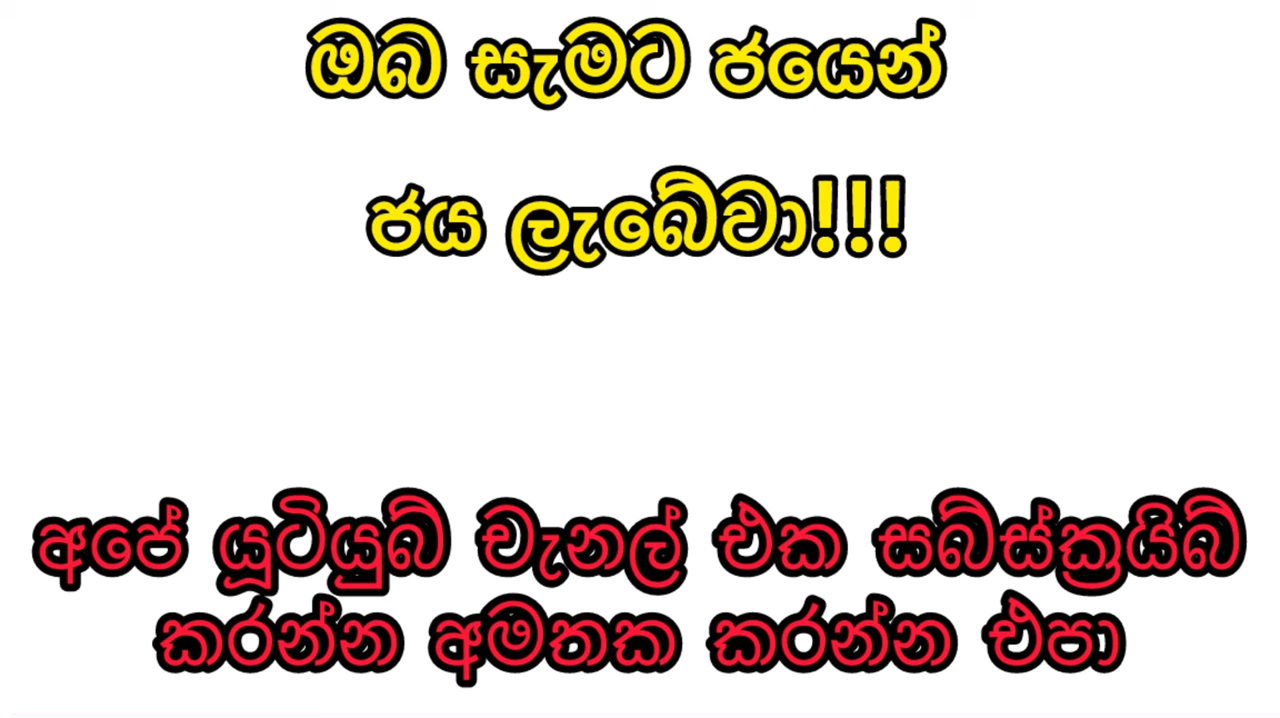 ඔබ සැමට ජයෙන්
ජය ලැබේවා!!!
අපේ යූටියුබ් චැනල් එක සබ්ස්ක්‍රයිබ්
කරන්න අමතක කරන්න එපා